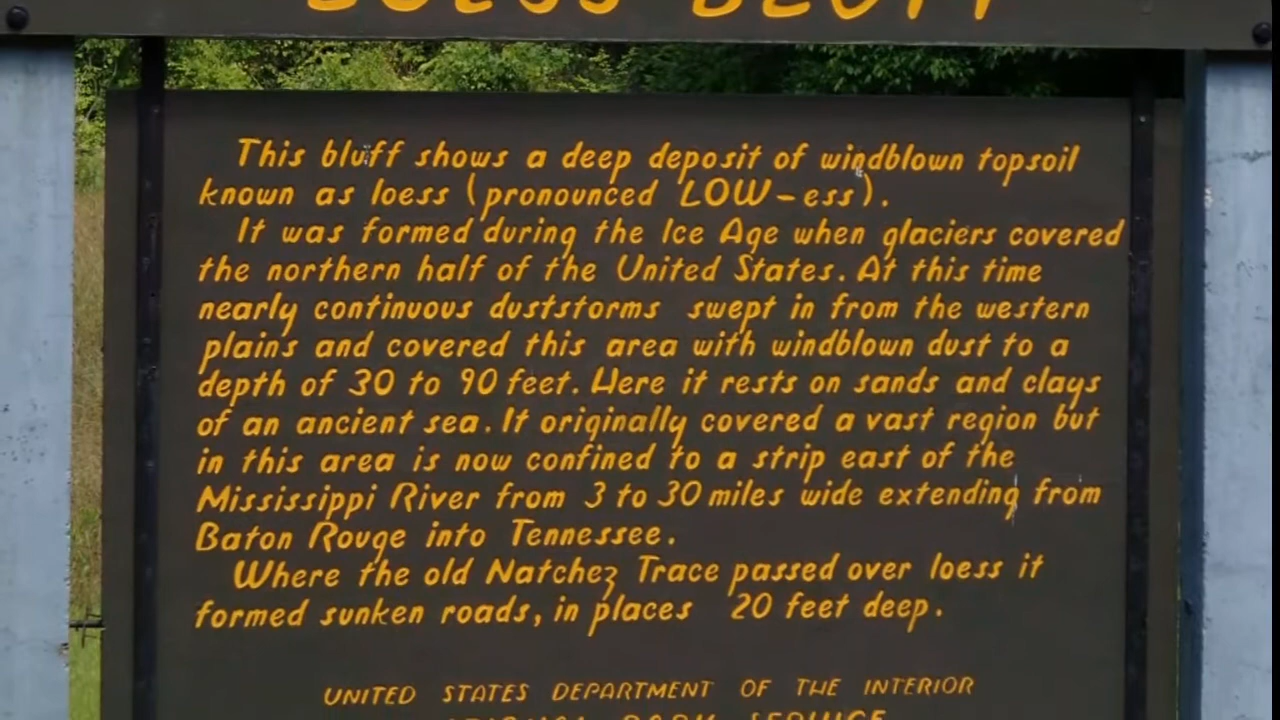 LOESS BLUFF
This bluff shows a deep deposit of windblown topsoil
known as loess (pronounced LOW-ess).
It was formed during the Ice Age when glaciers covered
the northern half of the United States. At this time
nearly continuous duststorms swept in from the western
plains and covered this area with windblown dust to a
depth of 30 to 90 feet. Here it rests on sands and clays
of an ancient sea. It originally covered a vast region but
in this area is now confined to a strip east of the
Mississippi River from 3 to 30 miles wide extending from
Baton Rouge into Tennessee.
Where the old Natchez Trace passed over loess it
formed sunken roads, in places 20 feet deep.
UNITED STATES DEPARTMENT OF THE INTERIOR
NATIONAL PARK SERVICE